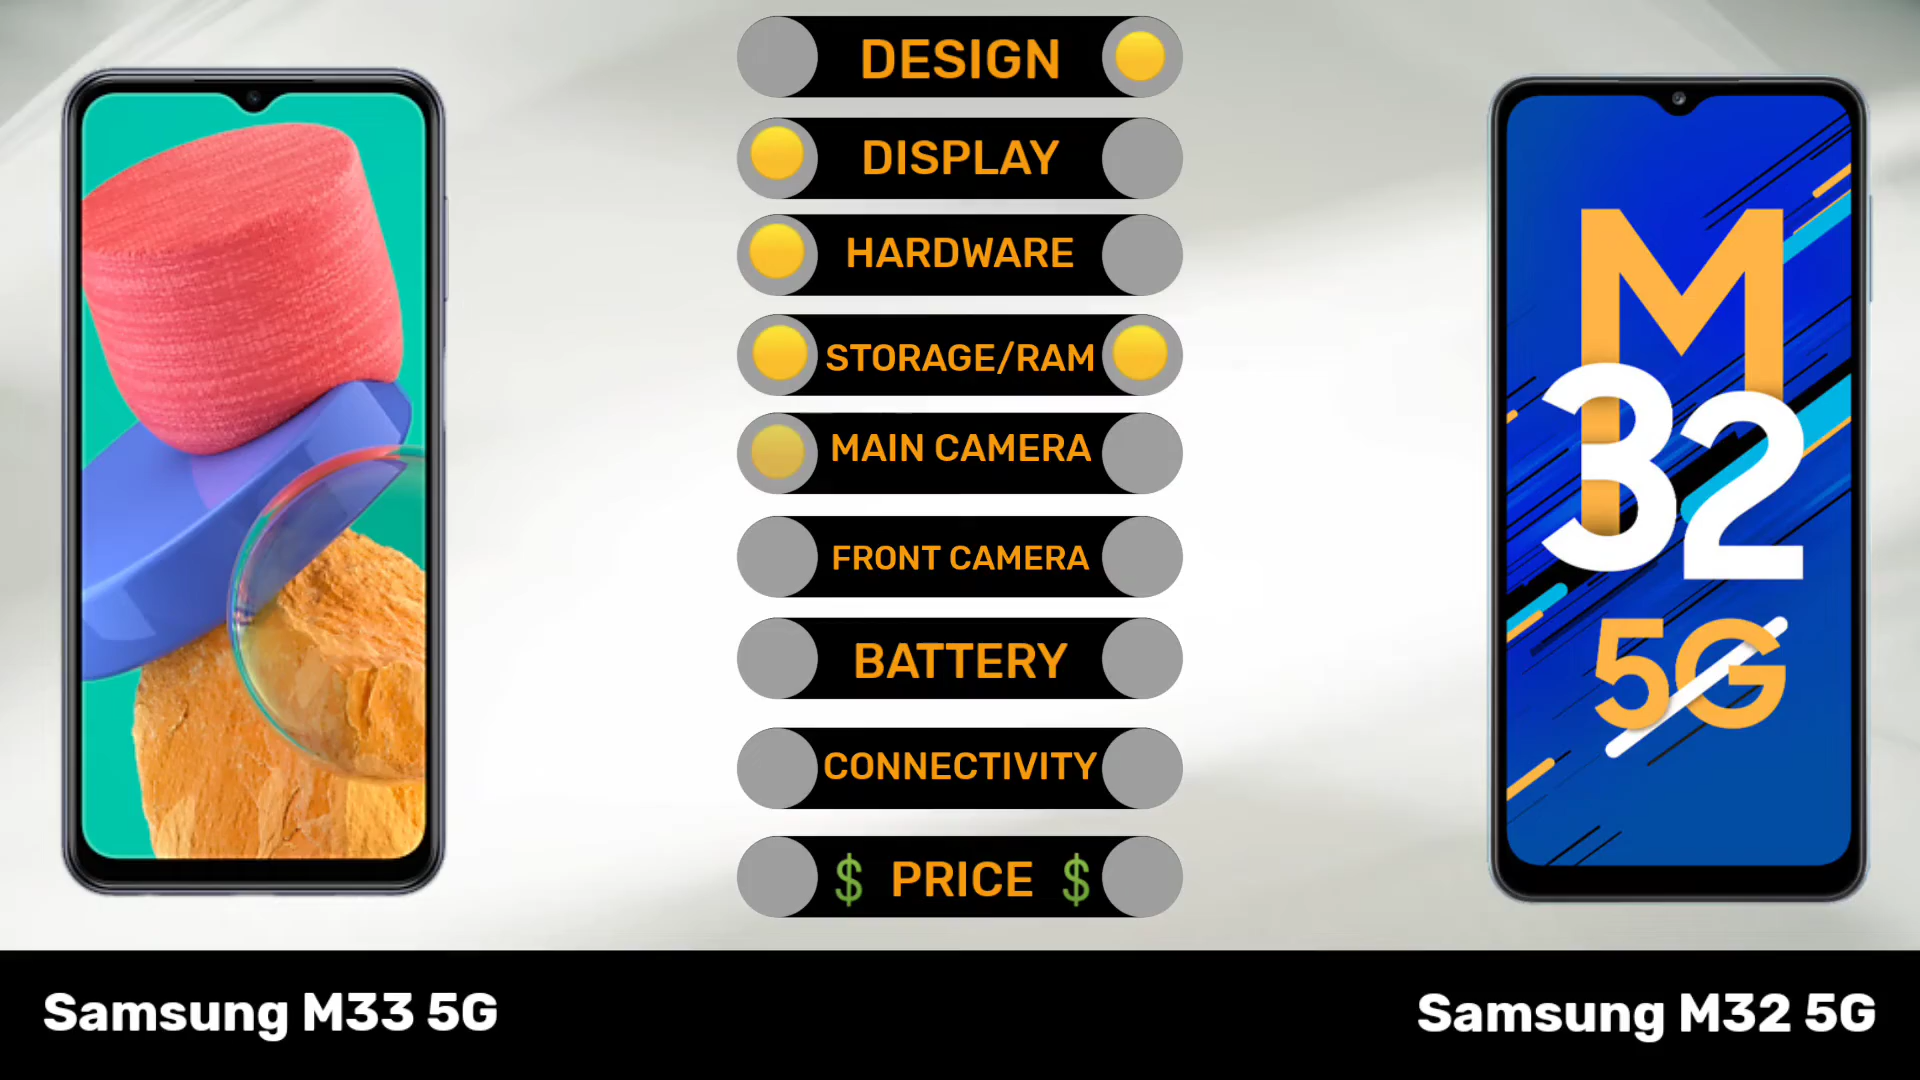 DESIGN
DISPLAY
HARDWARE
STORAGE/RAM
MAIN CAMERA
FRONT CAMERA
BATTERY
CONNECTIVITY
$ PRICE $
M
32
5G
Samsung M33 5G
Samsung M32 5G